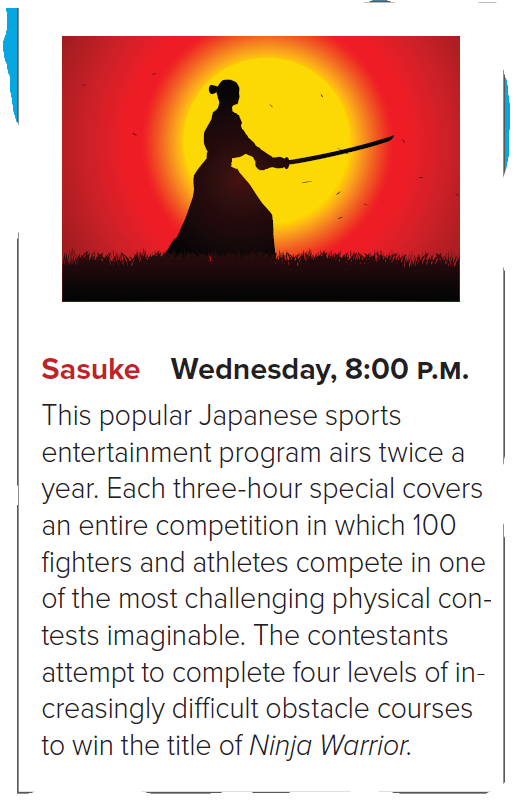 Sasuke Wednesday, 8:00 P.M.
This popular Japanese sports
entertainment program airs twice a
year. Each three-hour special covers
an entire competition in which 100
fighters and athletes compete in one
of the most challenging physical con-
tests imaginable. The contestants
attempt to complete four levels of in-
creasingly difficult obstacle courses
to win the title of Ninja Warrior.